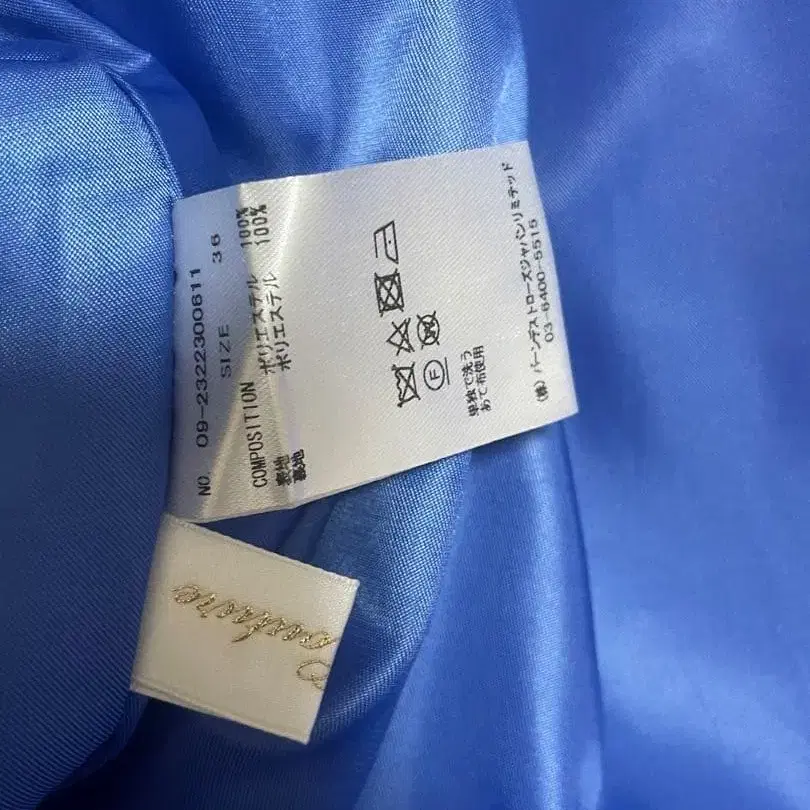 NO. 09-2322300611
SIZE 36
COMPOSITION
表地 ポリエステル 100%
裏地 ポリエステル 100%
F
単独で洗う
あて布使用
(株) バーンデストローズジャパンリミテッド
03-6400-5515
Couture